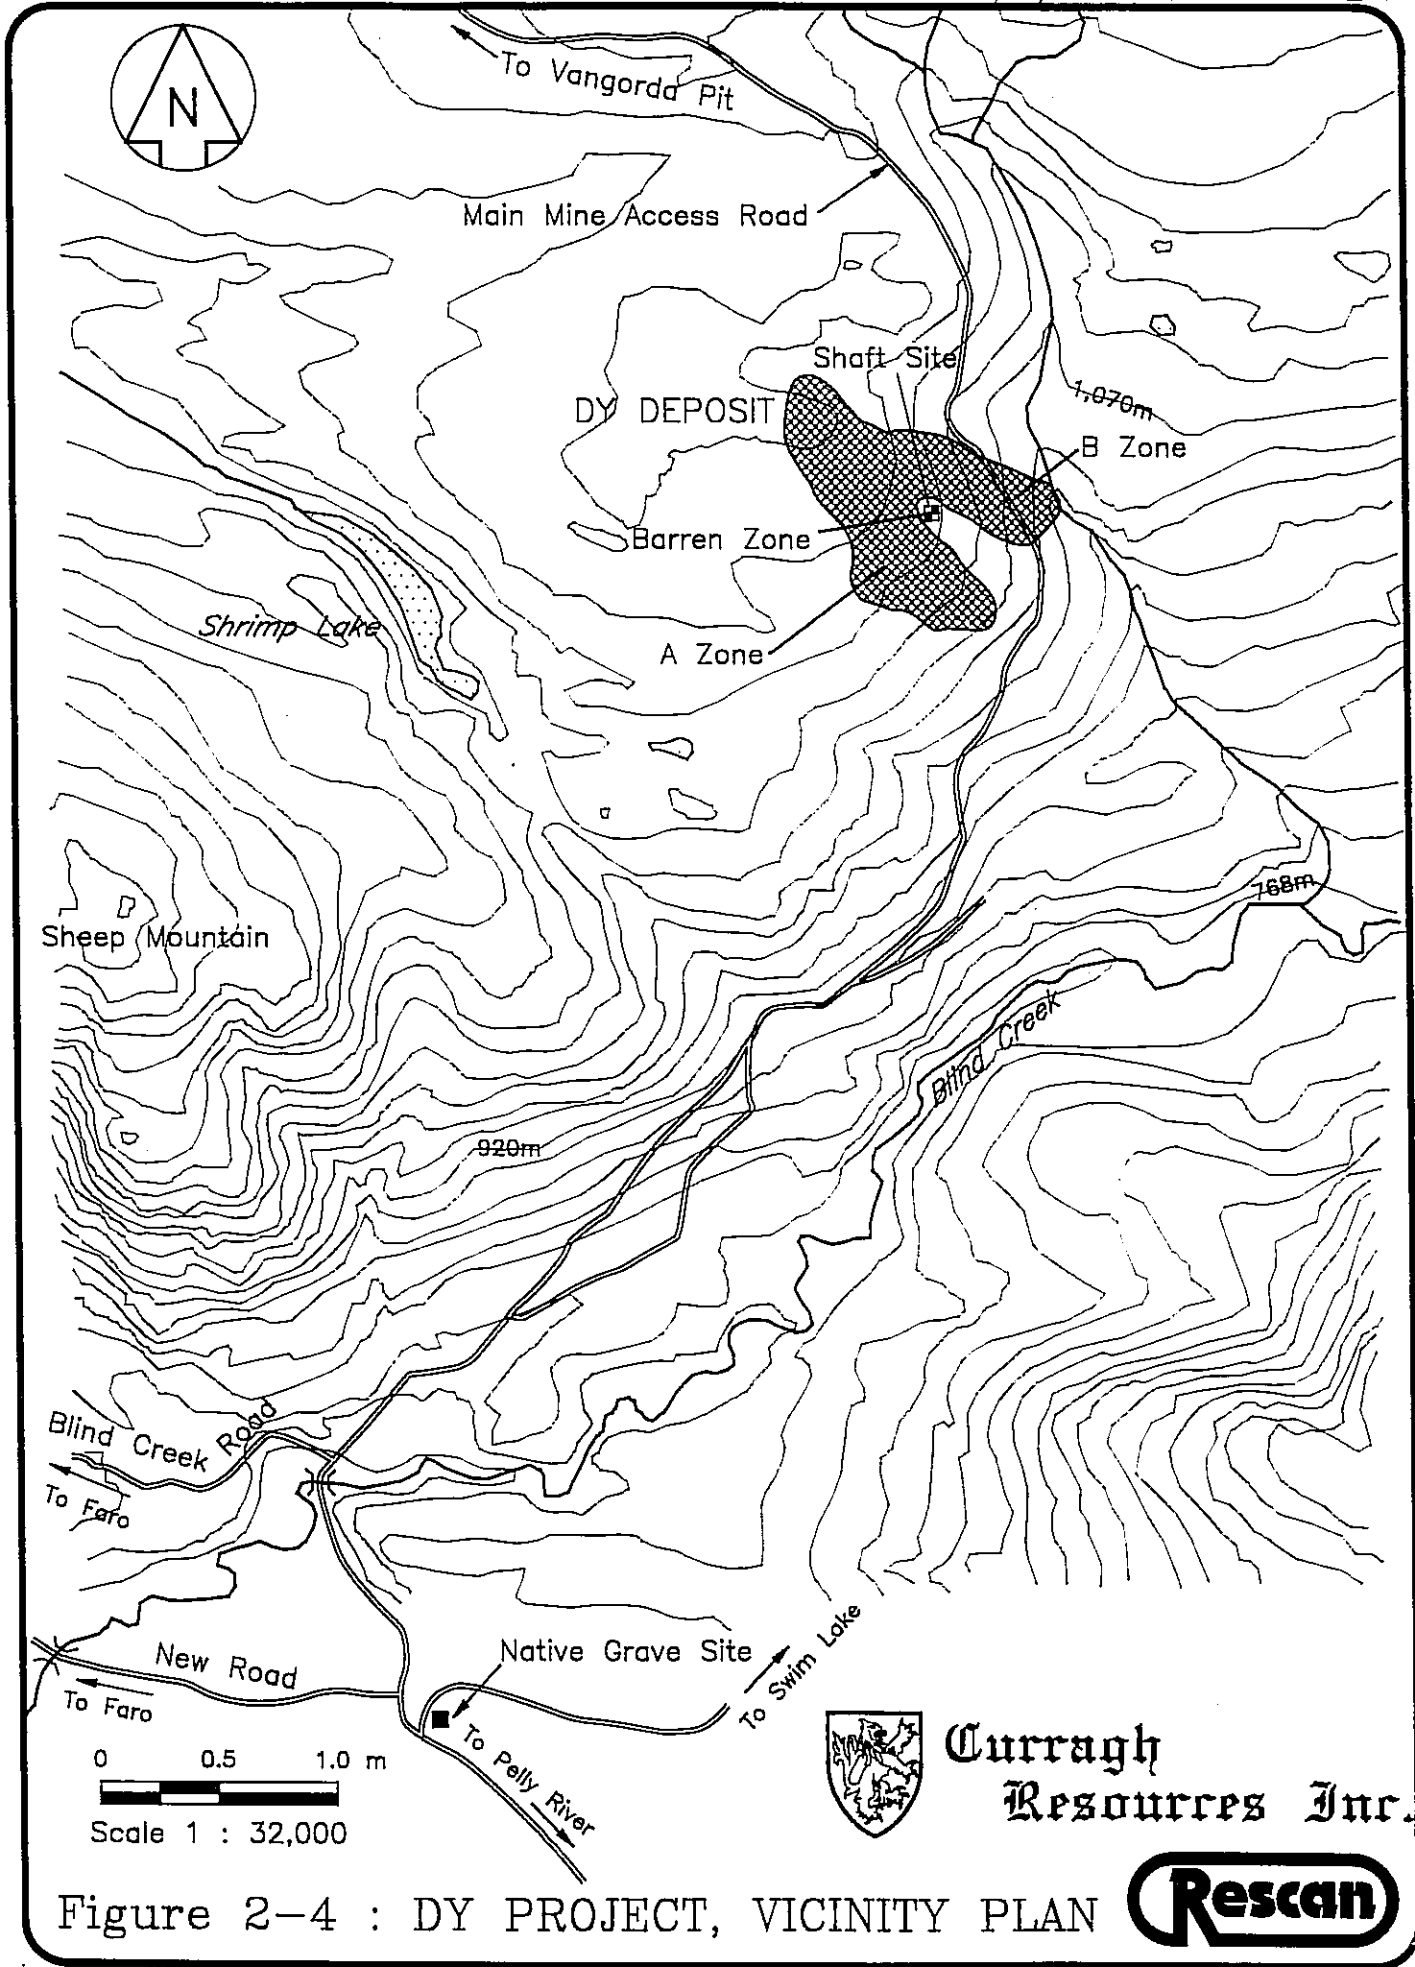 To Vangorda Pit
N
Main Mine Access Road
Shaft Site
1,070m
DY DEPOSIT
B Zone
Barren Zone
Shrimp Lake
A Zone
768m
Sheep Mountain
Blind Creek
920m
Blind Creek Road
To Faro
New Road
To Faro
Native Grave Site
To Swim Lake
To Pelly River
0 0.5 1.0 m
Scale 1 : 32,000
Curragh
Resources Inc.
Figure 2-4 : DY PROJECT, VICINITY PLAN
Rescan